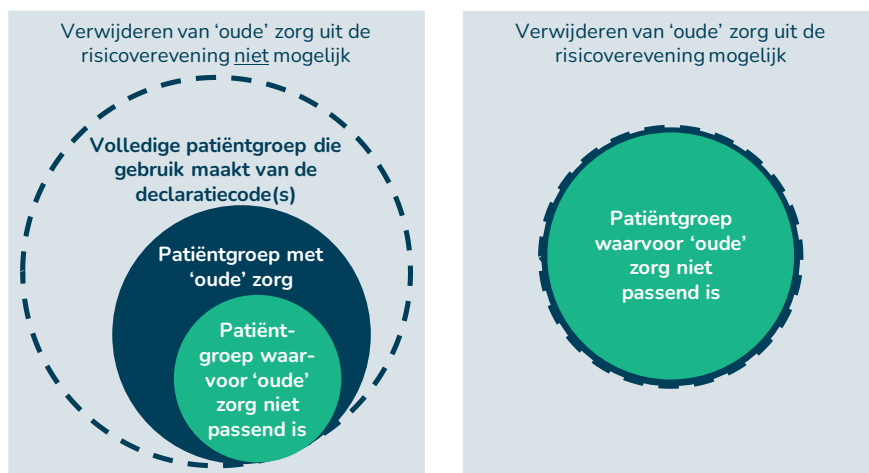 Verwijderen van ‘oude’ zorg uit de
risicoverevening niet mogelijk
Volledige patiëntgroep die
gebruik maakt van de
declaratiecode(s)
Patiëntgroep met
‘oude’ zorg
Patiënt-
groep waar-
voor ‘oude’
zorg niet
passend is
Verwijderen van ‘oude’ zorg uit de
risicoverevening mogelijk
Patiëntgroep
waarvoor ‘oude’
zorg niet
passend is